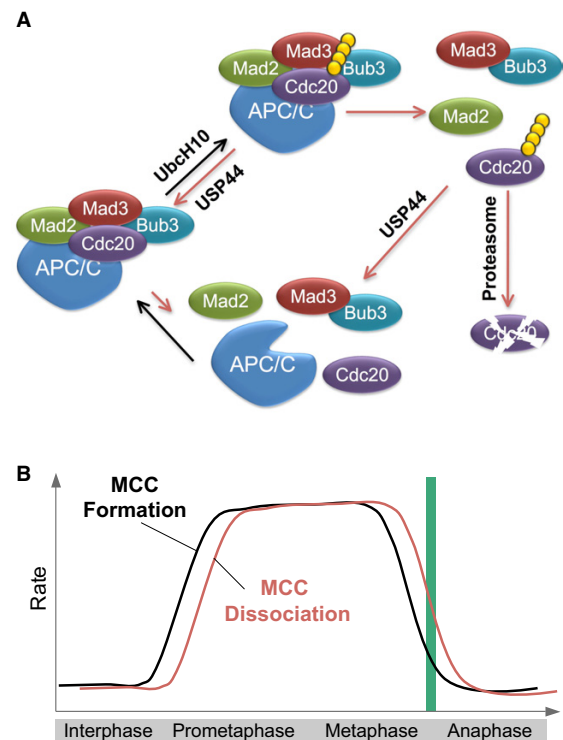 A
Mad3
Mad2
Bub3
Cdc20
APC/C
Mad3
Bub3
Mad2
Cdc20
UbcH10
USP44
Mad3
Mad2
Bub3
Cdc20
APC/C
USP44
Proteasome
Mad2
Mad3
Bub3
APC/C
Cdc20
Cdc20
B
MCC
Formation
MCC
Dissociation
Rate
Interphase Prometaphase Metaphase Anaphase